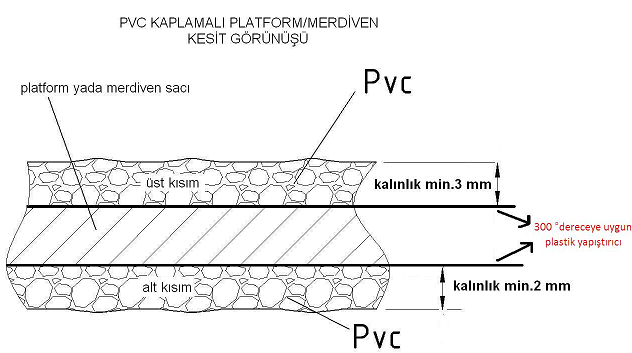 PVC KAPLAMALI PLATFORM/MERDİVEN
KESİT GÖRÜNÜŞÜ
Pvc
platform yada merdiven sacı
üst kısım
kalınlık min.3 mm
300 °dereceye uygun
plastik yapıştırıcı
alt kısım
kalınlık min.2 mm
Pvc